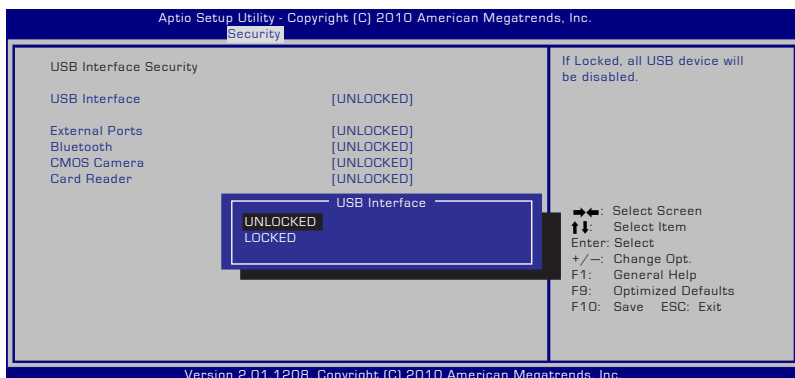 Aptio Setup Utility - Copyright (C) 2010 American Megatrends, Inc.
Security
USB Interface Security
USB Interface [UNLOCKED]
External Ports [UNLOCKED]
Bluetooth [UNLOCKED]
CMOS Camera [UNLOCKED]
Card Reader [UNLOCKED]
USB Interface
UNLOCKED
LOCKED
If Locked, all USB device will
be disabled.
→←: Select Screen
↑↓: Select Item
Enter: Select
+/—: Change Opt.
F1: General Help
F9: Optimized Defaults
F10: Save ESC: Exit
Version 2.01.1208. Copyright (C) 2010 American Megatrends, Inc.